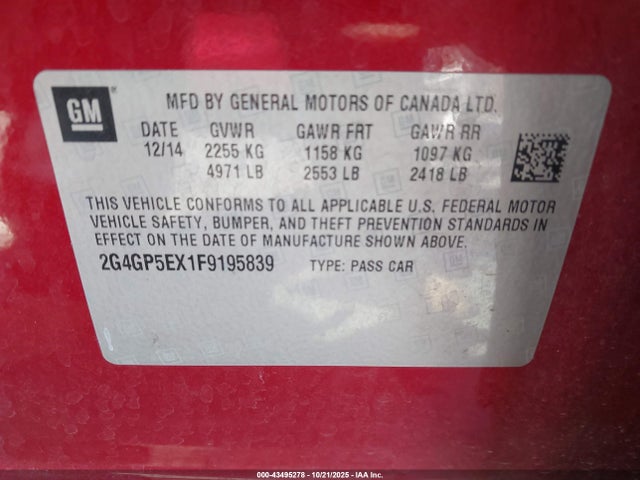 GM
MFD BY GENERAL MOTORS OF CANADA LTD.
DATE GVWR GAWR FRT GAWR RR
12/14 2255 KG 1158 KG 1097 KG
4971 LB 2553 LB 2418 LB
THIS VEHICLE CONFORMS TO ALL APPLICABLE U.S. FEDERAL MOTOR
VEHICLE SAFETY, BUMPER, AND THEFT PREVENTION STANDARDS IN
EFFECT ON THE DATE OF MANUFACTURE SHOWN ABOVE.
2G4GP5EX1F9195839 TYPE: PASS CAR
000-43495278 - 10/21/2025 - IAA Inc.